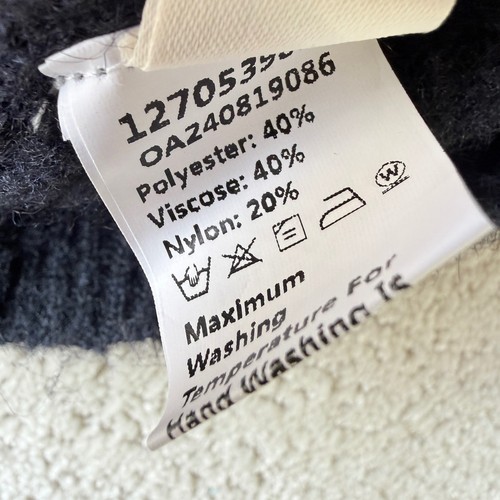 OA240819086
Polyester: 40%
Viscose: 40%
Nylon: 20%
W
Maximum
Washing
Temperature For
Hand Washing Is